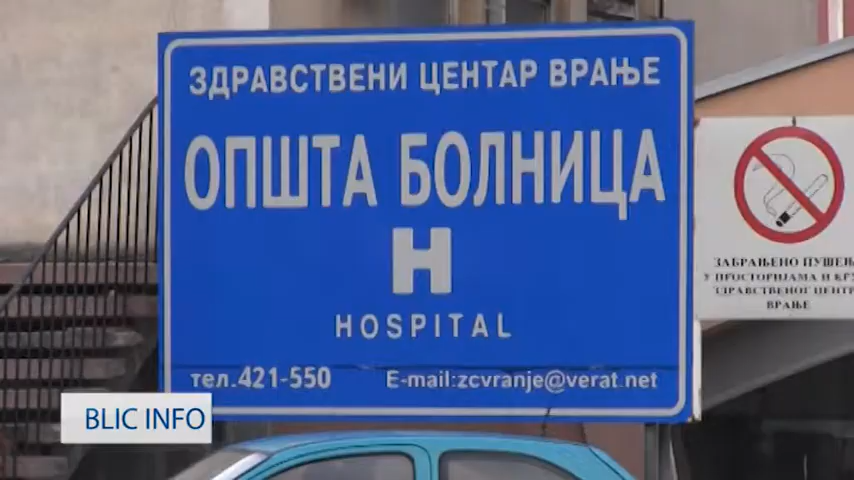 ЗДРАВСТВЕНИ ЦЕНТАР ВРАЊЕ
ОПШТА БОЛНИЦА
H
HOSPITAL
тел.421-550
E-mail:zcvranje@verat.net
ЗАБРАЊЕНО ПУШЕЊ
У ПРОСТОРИЈАМА И КРУ
ЗДРАВСТВЕНОГ ЦЕНТР
ВРАЊЕ
BLIC INFO